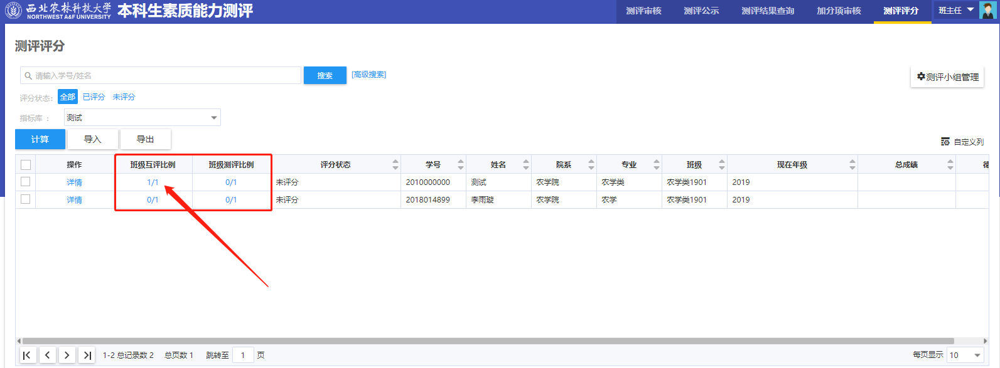 西北农林科技大学
NORTHWEST A&F UNIVERSITY
本科生素质能力测评
测评审核 测评公示 测评结果查询 加分项审核 测评评分 班主任
测评评分
请输入学号/姓名 搜索 [高级搜索]
测评小组管理
评分状态: 全部 已评分 未评分
指标库 : 测试
计算 导入 导出
自定义列
操作 班级互评比例 班级测评比例 评分状态 学号 姓名 院系 专业 班级 现在年级 总成绩
详情 1/1 0/1 未评分 2010000000 测试 农学院 农学类 农学类1901 2019
详情 0/1 0/1 未评分 2018014899 李雨璇 农学院 农学 农学类1901 2019
1-2 总记录数 2 总页数 1 跳转至 1 页
每页显示 10